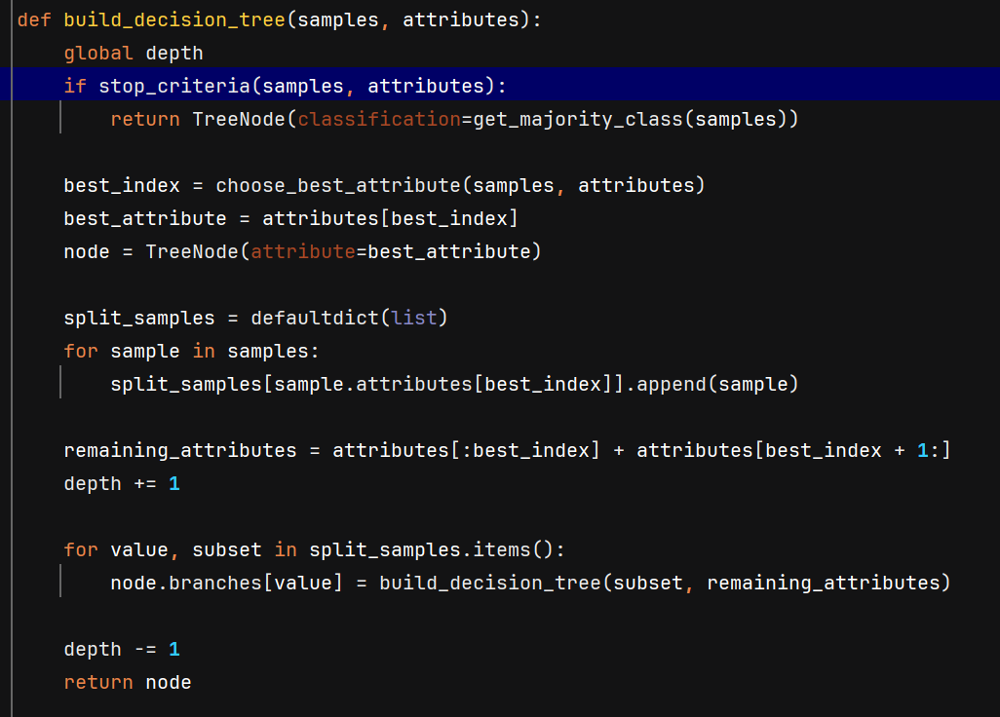 def build_decision_tree(samples, attributes):
    global depth
    if stop_criteria(samples, attributes):
        return TreeNode(classification=get_majority_class(samples))

    best_index = choose_best_attribute(samples, attributes)
    best_attribute = attributes[best_index]
    node = TreeNode(attribute=best_attribute)

    split_samples = defaultdict(list)
    for sample in samples:
        split_samples[sample.attributes[best_index]].append(sample)

    remaining_attributes = attributes[:best_index] + attributes[best_index + 1:]
    depth += 1

    for value, subset in split_samples.items():
        node.branches[value] = build_decision_tree(subset, remaining_attributes)

    depth -= 1
    return node